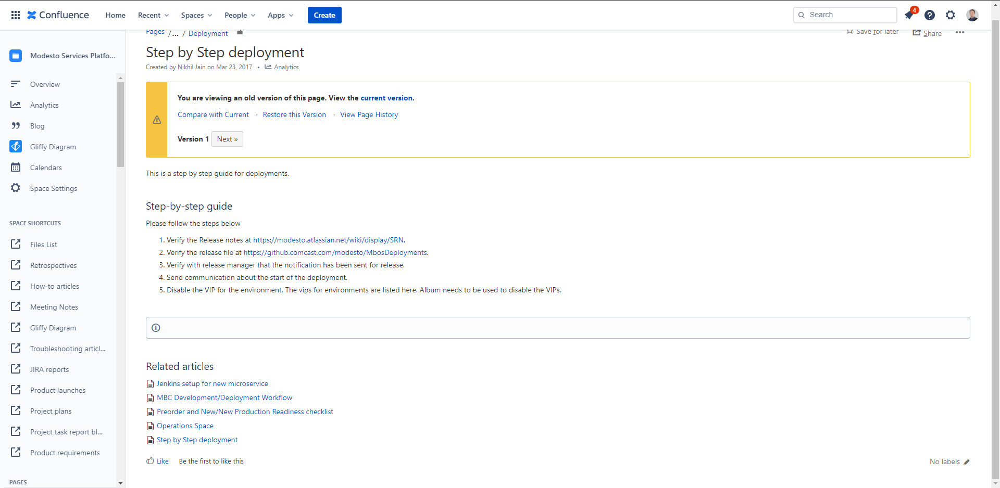 Confluence
Home
Recent
Spaces
People
Apps
Create
Search
4
Modesto Services Platfo...
Overview
Analytics
Blog
Gliffy Diagram
Calendars
Space Settings
SPACE SHORTCUTS
Files List
Retrospectives
How-to articles
Meeting Notes
Gliffy Diagram
Troubleshooting articl...
JIRA reports
Product launches
Project plans
Project task report bl...
Product requirements
PAGES
Pages / ... / Deployment
Save for later
Share
Step by Step deployment
Created by Nikhil Jain on Mar 23, 2017 • Analytics
You are viewing an old version of this page. View the current version.
Compare with Current · Restore this Version · View Page History
Version 1 Next »
This is a step by step guide for deployments.
Step-by-step guide
Please follow the steps below
1. Verify the Release notes at https://modesto.atlassian.net/wiki/display/SRN.
2. Verify the release file at https://github.comcast.com/modesto/MbosDeployments.
3. Verify with release manager that the notification has been sent for release.
4. Send communication about the start of the deployment.
5. Disable the VIP for the environment. The vips for environments are listed here. Album needs to be used to disable the VIPs.
Related articles
Jenkins setup for new microservice
MBC Development/Deployment Workflow
Preorder and New/New Production Readiness checklist
Operations Space
Step by Step deployment
Like Be the first to like this
No labels